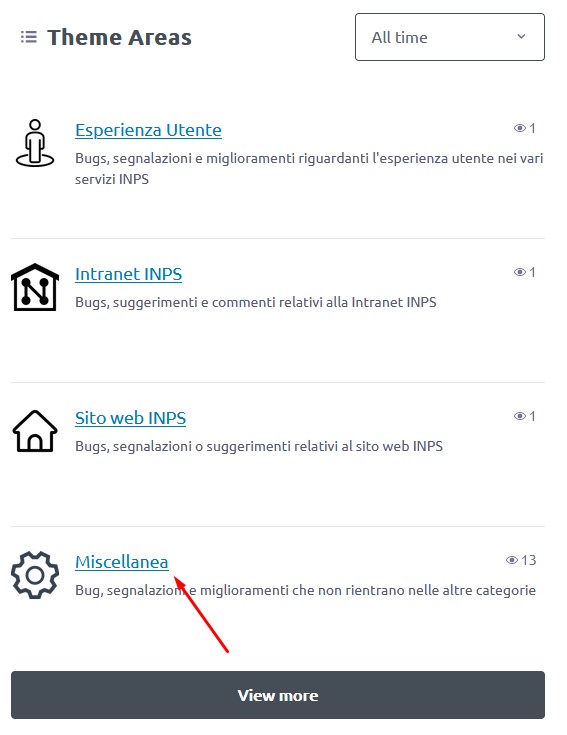 Theme Areas
All time
Esperienza Utente
1
Bugs, segnalazioni e miglioramenti riguardanti l'esperienza utente nei vari
servizi INPS
Intranet INPS
1
Bugs, suggerimenti e commenti relativi alla Intranet INPS
Sito web INPS
1
Bugs, segnalazioni o suggerimenti relativi al sito web INPS
Miscellanea
13
Bug, segnalazioni e miglioramenti che non rientrano nelle altre categorie
View more